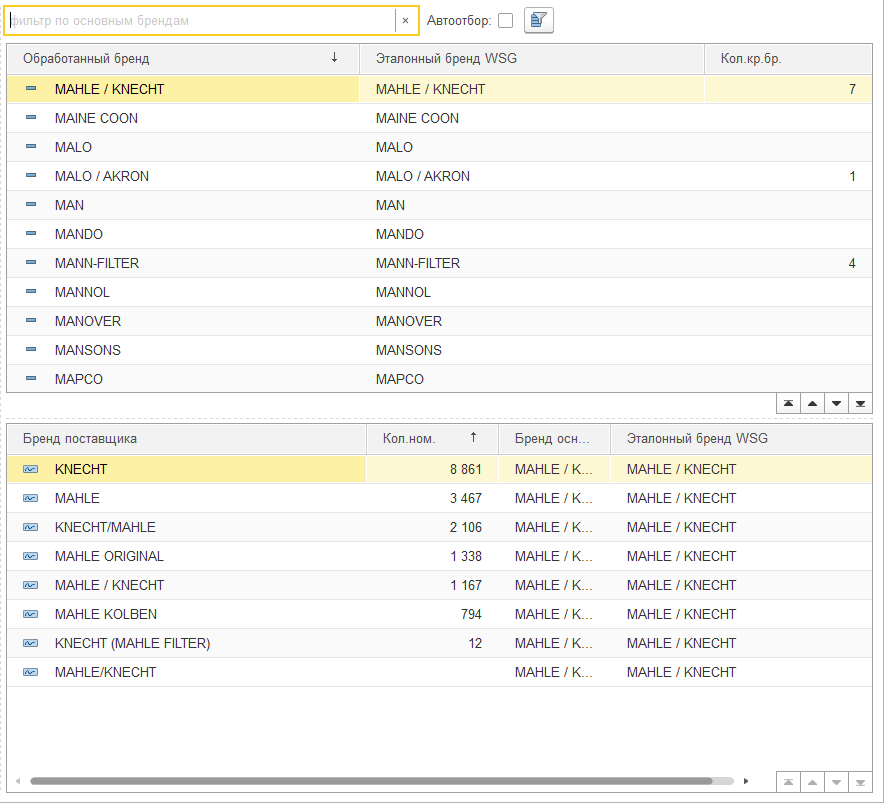 фильтр по основным брендам × Автоотбор:
Обработанный бренд ↓ Эталонный бренд WSG Кол.кр.бр.
MAHLE / KNECHT MAHLE / KNECHT 7
MAINE COON MAINE COON
MALO MALO
MALO / AKRON MALO / AKRON 1
MAN MAN
MANDO MANDO
MANN-FILTER MANN-FILTER 4
MANNOL MANNOL
MANOVER MANOVER
MANSONS MANSONS
MAPCO MAPCO
Бренд поставщика Кол.ном. ↑ Бренд осн... Эталонный бренд WSG
KNECHT 8 861 MAHLE / K... MAHLE / KNECHT
MAHLE 3 467 MAHLE / K... MAHLE / KNECHT
KNECHT/MAHLE 2 106 MAHLE / K... MAHLE / KNECHT
MAHLE ORIGINAL 1 338 MAHLE / K... MAHLE / KNECHT
MAHLE / KNECHT 1 167 MAHLE / K... MAHLE / KNECHT
MAHLE KOLBEN 794 MAHLE / K... MAHLE / KNECHT
KNECHT (MAHLE FILTER) 12 MAHLE / K... MAHLE / KNECHT
MAHLE/KNECHT MAHLE / K... MAHLE / KNECHT